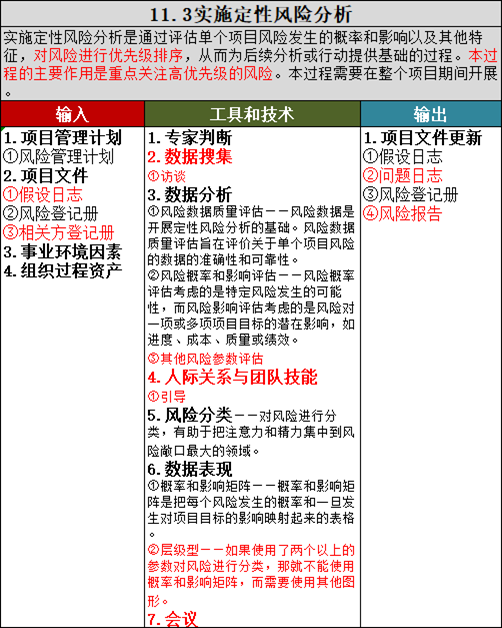 11.3实施定性风险分析
实施定性风险分析是通过评估单个项目风险发生的概率和影响以及其他特
征，对风险进行优先级排序，从而为后续分析或行动提供基础的过程。本过
程的主要作用是重点关注高优先级的风险。本过程需要在整个项目期间开展
。
输入
1.项目管理计划
①风险管理计划
2.项目文件
①假设日志
②风险登记册
③相关方登记册
3.事业环境因素
4.组织过程资产
工具和技术
1.专家判断
2.数据搜集
①访谈
3.数据分析
①风险数据质量评估——风险数据是
开展定性风险分析的基础。风险数据
质量评估旨在评价关于单个项目风险
的数据的准确性和可靠性。
②风险概率和影响评估——风险概率
评估考虑的是特定风险发生的可能
性，而风险影响评估考虑的是风险对
一项或多项项目目标的潜在影响，如
进度、成本、质量或绩效。
③其他风险参数评估
4.人际关系与团队技能
①引导
5.风险分类——对风险进行分
类，有助于把注意力和精力集中到风
险敞口最大的领域。
6.数据表现
①概率和影响矩阵——概率和影响矩
阵是把每个风险发生的概率和一旦发
生对项目目标的影响映射起来的表格
。
②层级型——如果使用了两个以上的
参数对风险进行分类，那就不能使用
概率和影响矩阵，而需要使用其他图
形。
7.会议
输出
1.项目文件更新
①假设日志
②问题日志
③风险登记册
④风险报告